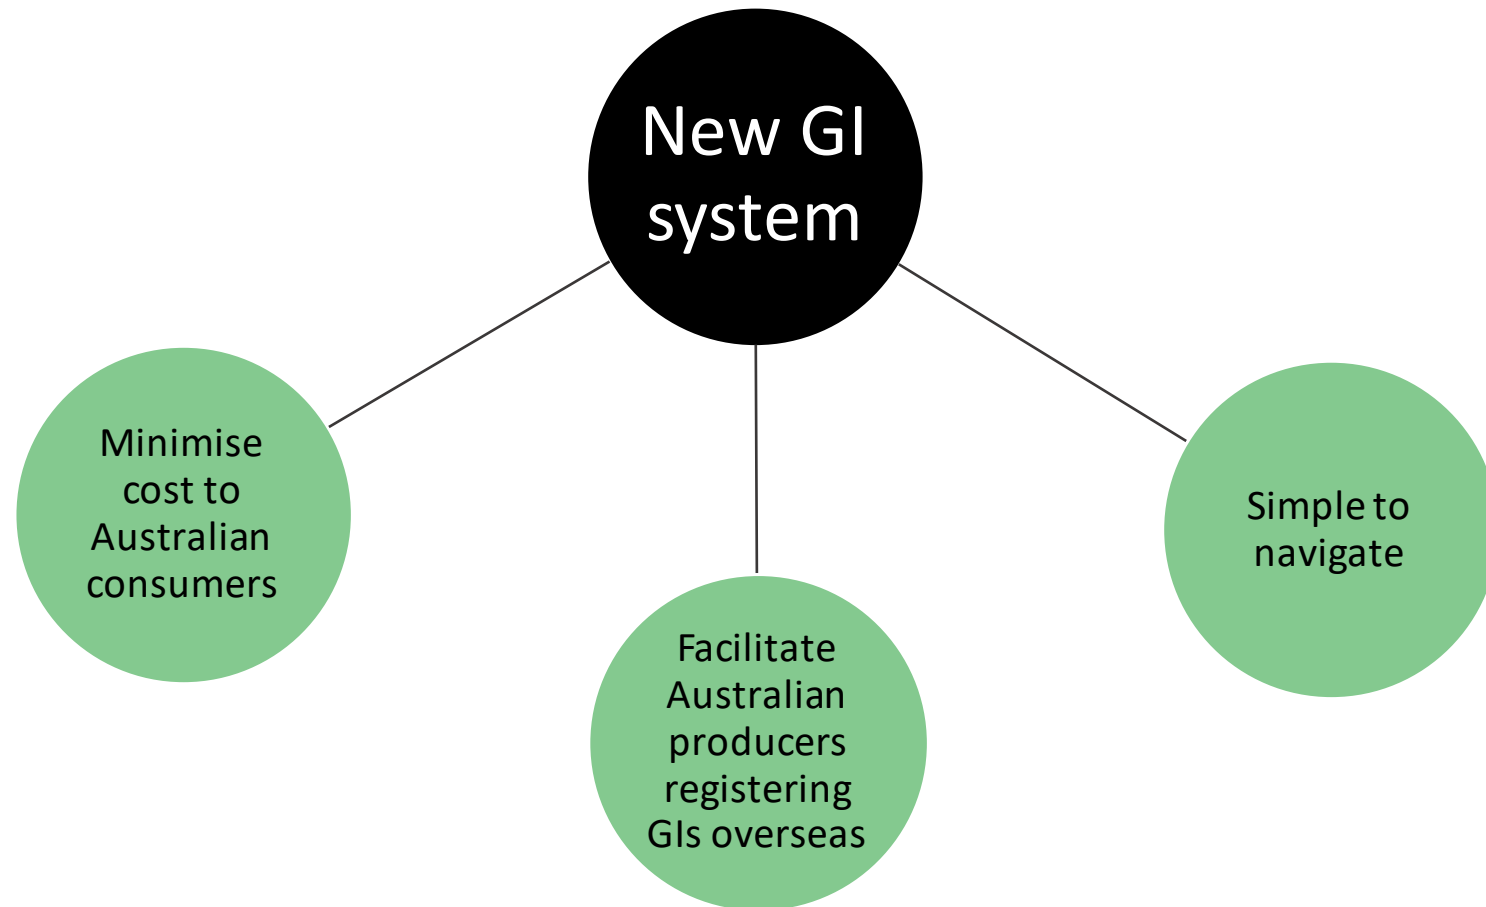 New GI
system
Minimise
cost to
Australian
consumers
Facilitate
Australian
producers
registering
GIs overseas
Simple to
navigate